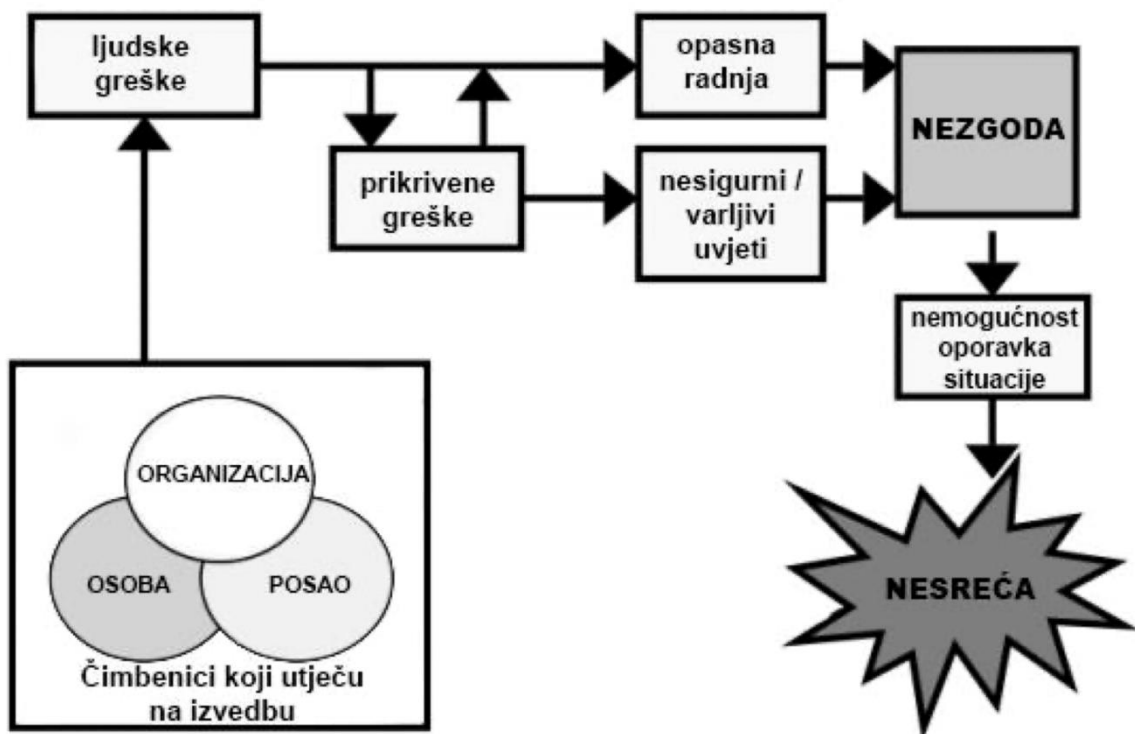 ljudske
greške
opasna
radnja
NEZGODA
prikrivene
greške
nesigurni /
varljivi
uvjeti
nemogućnost
oporavka
situacije
NESREĆA
ORGANIZACIJA
OSOBA
POSAO
Čimbenici koji utječu
na izvedbu